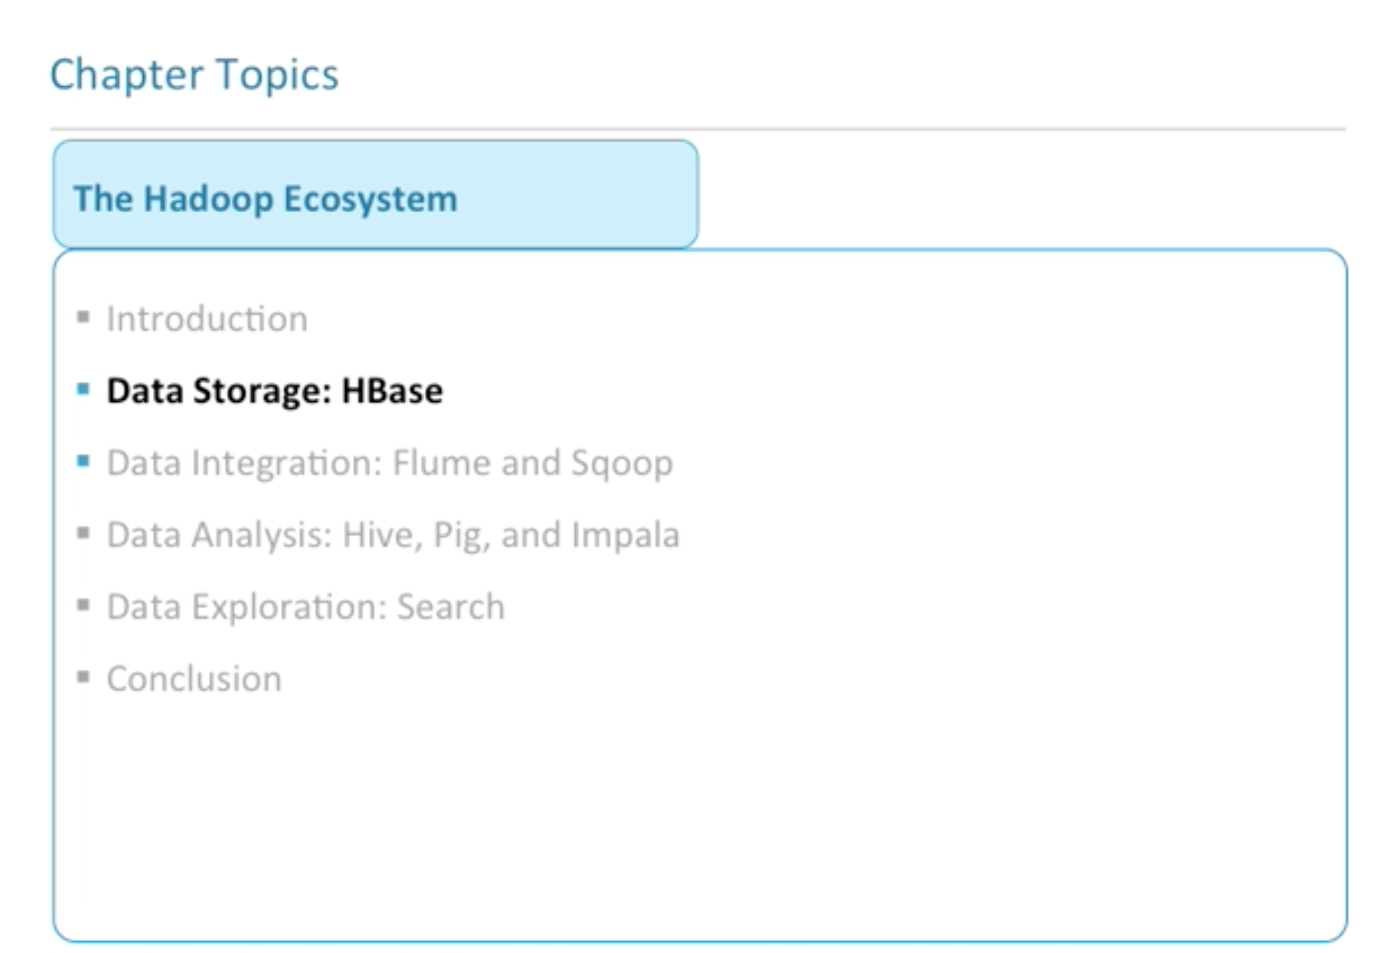 Chapter Topics
The Hadoop Ecosystem
▪ Introduction
▪ Data Storage: HBase
▪ Data Integration: Flume and Sqoop
▪ Data Analysis: Hive, Pig, and Impala
▪ Data Exploration: Search
▪ Conclusion